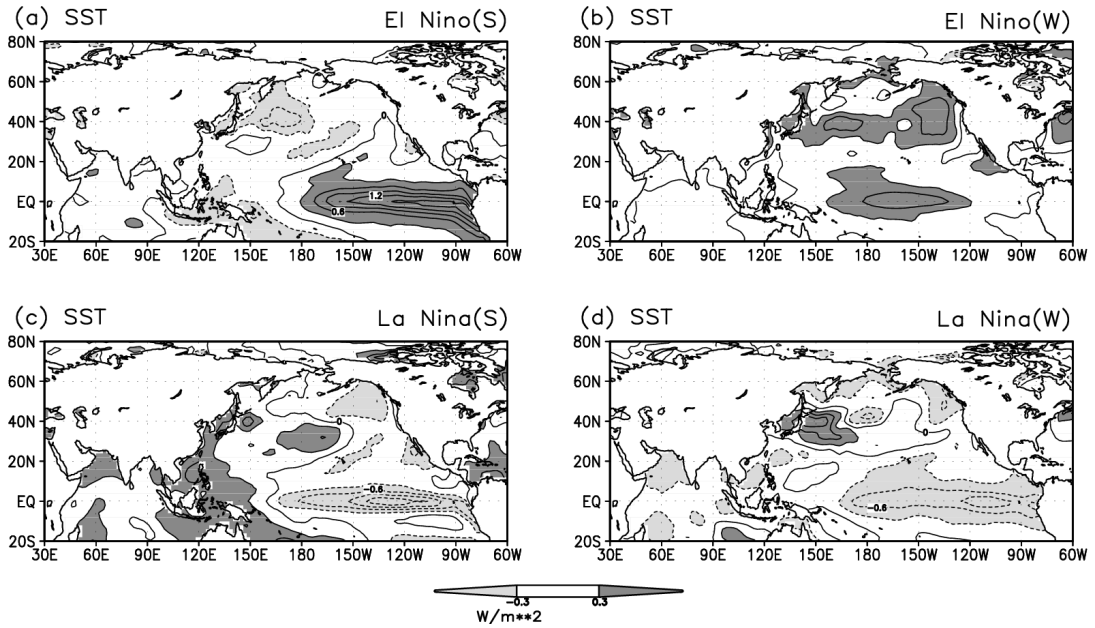 (a) SST El Nino(S)
80N
60N
40N
20N
EQ
20S
0
1.2
0.6
30E 60E 90E 120E 150E 180 150W 120W 90W 60W
(b) SST El Nino(W)
80N
60N
40N
20N
EQ
20S
0
30E 60E 90E 120E 150E 180 150W 120W 90W 60W
(c) SST La Nina(S)
80N
60N
40N
20N
EQ
20S
0
-0.6
30E 60E 90E 120E 150E 180 150W 120W 90W 60W
(d) SST La Nina(W)
80N
60N
40N
20N
EQ
20S
0
-0.6
30E 60E 90E 120E 150E 180 150W 120W 90W 60W
-0.3 0.3
W/m**2